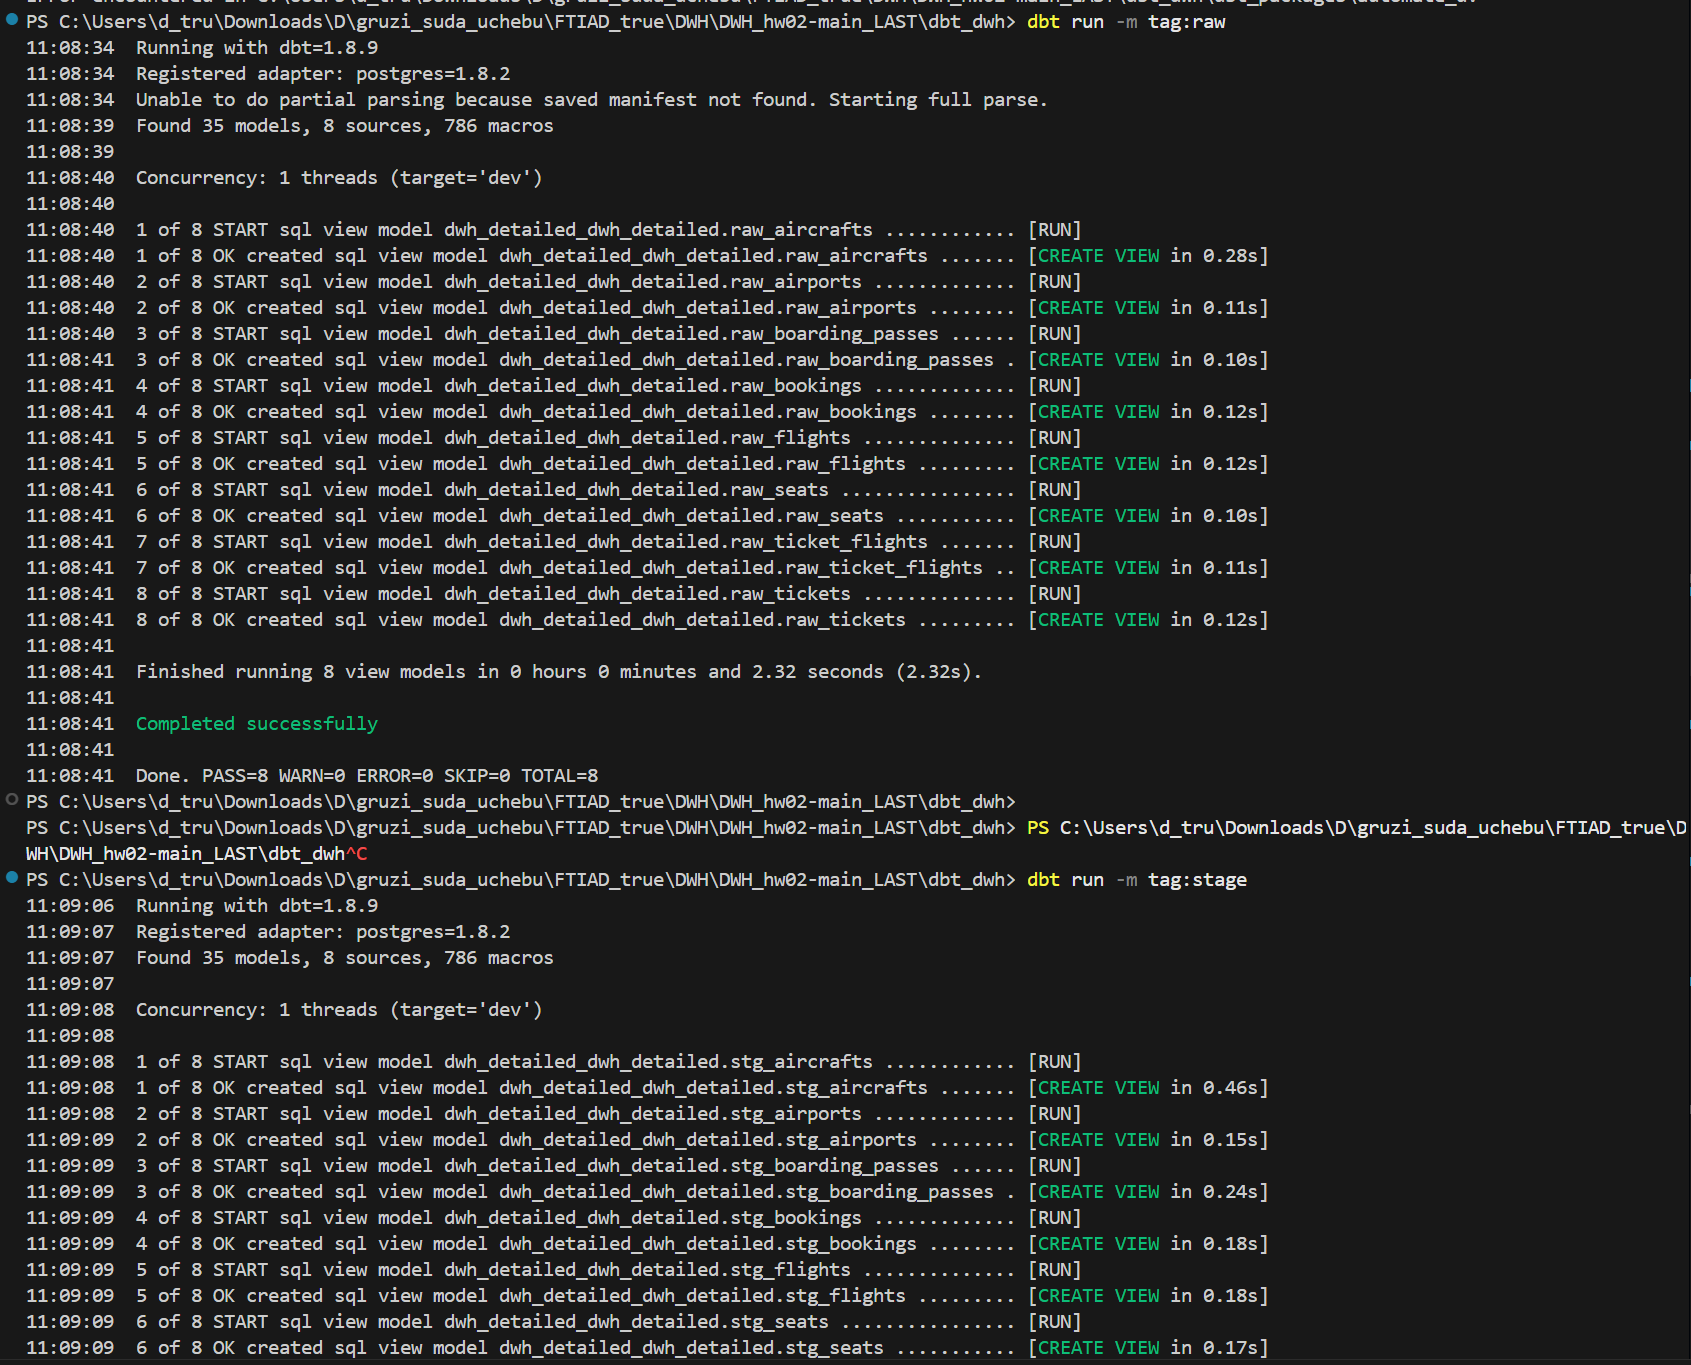 PS C:\Users\d_tru\Downloads\D\gruzi_suda_uchebu\FTIAD_true\DWH\DWH_hw02-main_LAST\dbt_dwh> dbt run -m tag:raw
11:08:34  Running with dbt=1.8.9
11:08:34  Registered adapter: postgres=1.8.2
11:08:34  Unable to do partial parsing because saved manifest not found. Starting full parse.
11:08:39  Found 35 models, 8 sources, 786 macros
11:08:39
11:08:40  Concurrency: 1 threads (target='dev')
11:08:40
11:08:40  1 of 8 START sql view model dwh_detailed_dwh_detailed.raw_aircrafts ............ [RUN]
11:08:40  1 of 8 OK created sql view model dwh_detailed_dwh_detailed.raw_aircrafts ....... [CREATE VIEW in 0.28s]
11:08:40  2 of 8 START sql view model dwh_detailed_dwh_detailed.raw_airports ............. [RUN]
11:08:40  2 of 8 OK created sql view model dwh_detailed_dwh_detailed.raw_airports ........ [CREATE VIEW in 0.11s]
11:08:40  3 of 8 START sql view model dwh_detailed_dwh_detailed.raw_boarding_passes ...... [RUN]
11:08:41  3 of 8 OK created sql view model dwh_detailed_dwh_detailed.raw_boarding_passes . [CREATE VIEW in 0.10s]
11:08:41  4 of 8 START sql view model dwh_detailed_dwh_detailed.raw_bookings ............. [RUN]
11:08:41  4 of 8 OK created sql view model dwh_detailed_dwh_detailed.raw_bookings ........ [CREATE VIEW in 0.12s]
11:08:41  5 of 8 START sql view model dwh_detailed_dwh_detailed.raw_flights .............. [RUN]
11:08:41  5 of 8 OK created sql view model dwh_detailed_dwh_detailed.raw_flights ......... [CREATE VIEW in 0.12s]
11:08:41  6 of 8 START sql view model dwh_detailed_dwh_detailed.raw_seats ................ [RUN]
11:08:41  6 of 8 OK created sql view model dwh_detailed_dwh_detailed.raw_seats ........... [CREATE VIEW in 0.10s]
11:08:41  7 of 8 START sql view model dwh_detailed_dwh_detailed.raw_ticket_flights ....... [RUN]
11:08:41  7 of 8 OK created sql view model dwh_detailed_dwh_detailed.raw_ticket_flights .. [CREATE VIEW in 0.11s]
11:08:41  8 of 8 START sql view model dwh_detailed_dwh_detailed.raw_tickets .............. [RUN]
11:08:41  8 of 8 OK created sql view model dwh_detailed_dwh_detailed.raw_tickets ......... [CREATE VIEW in 0.12s]
11:08:41
11:08:41  Finished running 8 view models in 0 hours 0 minutes and 2.32 seconds (2.32s).
11:08:41
11:08:41  Completed successfully
11:08:41
11:08:41  Done. PASS=8 WARN=0 ERROR=0 SKIP=0 TOTAL=8
PS C:\Users\d_tru\Downloads\D\gruzi_suda_uchebu\FTIAD_true\DWH\DWH_hw02-main_LAST\dbt_dwh>
PS C:\Users\d_tru\Downloads\D\gruzi_suda_uchebu\FTIAD_true\DWH\DWH_hw02-main_LAST\dbt_dwh> PS C:\Users\d_tru\Downloads\D\gruzi_suda_uchebu\FTIAD_true\D
WH\DWH_hw02-main_LAST\dbt_dwh^C
PS C:\Users\d_tru\Downloads\D\gruzi_suda_uchebu\FTIAD_true\DWH\DWH_hw02-main_LAST\dbt_dwh> dbt run -m tag:stage
11:09:06  Running with dbt=1.8.9
11:09:07  Registered adapter: postgres=1.8.2
11:09:07  Found 35 models, 8 sources, 786 macros
11:09:07
11:09:08  Concurrency: 1 threads (target='dev')
11:09:08
11:09:08  1 of 8 START sql view model dwh_detailed_dwh_detailed.stg_aircrafts ............ [RUN]
11:09:08  1 of 8 OK created sql view model dwh_detailed_dwh_detailed.stg_aircrafts ....... [CREATE VIEW in 0.46s]
11:09:08  2 of 8 START sql view model dwh_detailed_dwh_detailed.stg_airports ............. [RUN]
11:09:09  2 of 8 OK created sql view model dwh_detailed_dwh_detailed.stg_airports ........ [CREATE VIEW in 0.15s]
11:09:09  3 of 8 START sql view model dwh_detailed_dwh_detailed.stg_boarding_passes ...... [RUN]
11:09:09  3 of 8 OK created sql view model dwh_detailed_dwh_detailed.stg_boarding_passes . [CREATE VIEW in 0.24s]
11:09:09  4 of 8 START sql view model dwh_detailed_dwh_detailed.stg_bookings ............. [RUN]
11:09:09  4 of 8 OK created sql view model dwh_detailed_dwh_detailed.stg_bookings ........ [CREATE VIEW in 0.18s]
11:09:09  5 of 8 START sql view model dwh_detailed_dwh_detailed.stg_flights .............. [RUN]
11:09:09  5 of 8 OK created sql view model dwh_detailed_dwh_detailed.stg_flights ......... [CREATE VIEW in 0.18s]
11:09:09  6 of 8 START sql view model dwh_detailed_dwh_detailed.stg_seats ................ [RUN]
11:09:09  6 of 8 OK created sql view model dwh_detailed_dwh_detailed.stg_seats ........... [CREATE VIEW in 0.17s]